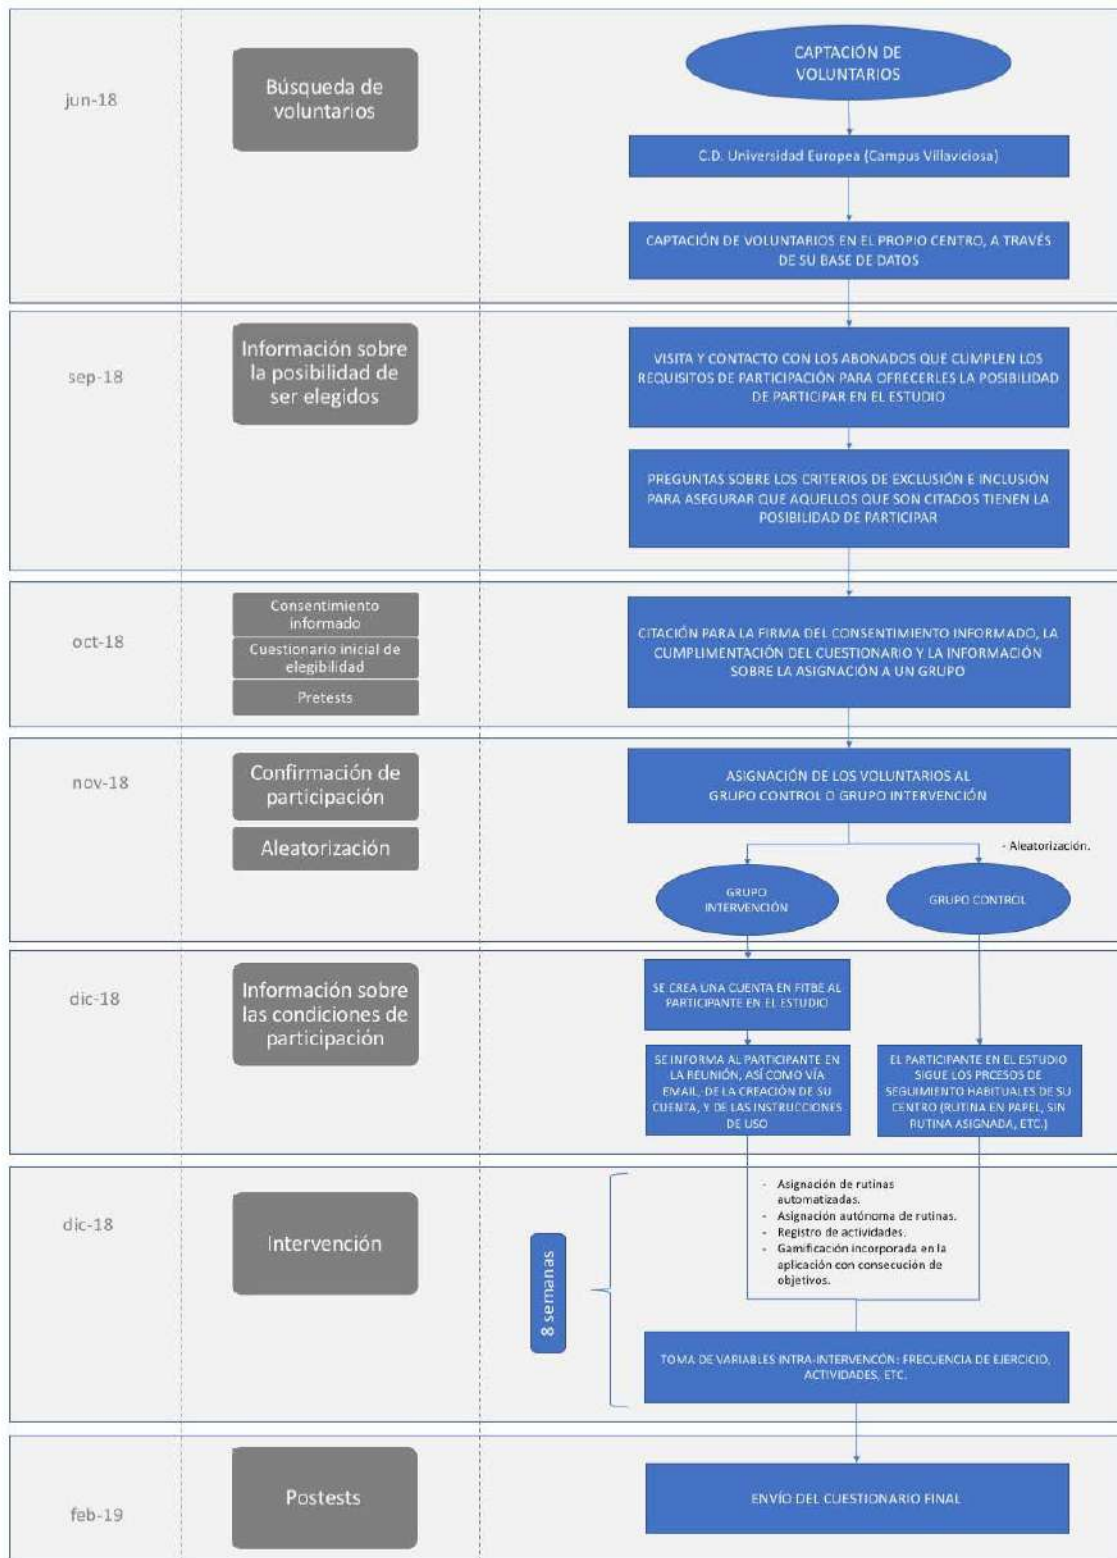 jun-18
Búsqueda de
voluntarios
CAPTACIÓN DE
VOLUNTARIOS
C.D. Universidad Europea (Campus Villaviciosa)
CAPTACIÓN DE VOLUNTARIOS EN EL PROPIO CENTRO, A TRAVÉS
DE SU BASE DE DATOS
sep-18
Información sobre
la posibilidad de
ser elegidos
VISITA Y CONTACTO CON LOS ABONADOS QUE CUMPLEN LOS
REQUISITOS DE PARTICIPACIÓN PARA OFRECERLES LA POSIBILIDAD
DE PARTICIPAR EN EL ESTUDIO
PREGUNTAS SOBRE LOS CRITERIOS DE EXCLUSIÓN E INCLUSIÓN
PARA ASEGURAR QUE AQUELLOS QUE SON CITADOS TIENEN LA
POSIBILIDAD DE PARTICIPAR
oct-18
Consentimiento
informado
Cuestionario inicial de
elegibilidad
Pretests
CITACIÓN PARA LA FIRMA DEL CONSENTIMIENTO INFORMADO, LA
CUMPLIMENTACIÓN DEL CUESTIONARIO Y LA INFORMACIÓN
SOBRE LA ASIGNACIÓN A UN GRUPO
nov-18
Confirmación de
participación
Aleatorización
ASIGNACIÓN DE LOS VOLUNTARIOS AL
GRUPO CONTROL O GRUPO INTERVENCIÓN
- Aleatorización.
GRUPO
INTERVENCIÓN
GRUPO CONTROL
dic-18
Información sobre
las condiciones de
participación
SE CREA UNA CUENTA EN FITBE AL
PARTICIPANTE EN EL ESTUDIO
SE INFORMA AL PARTICIPANTE EN
LA REUNIÓN, ASÍ COMO VÍA
EMAIL, DE LA CREACIÓN DE SU
CUENTA, Y DE LAS INSTRUCCIONES
DE USO
EL PARTICIPANTE EN EL ESTUDIO
SIGUE LOS PRCESOS DE
SEGUIMIENTO HABITUALES DE SU
CENTRO (RUTINA EN PAPEL, SIN
RUTINA ASIGNADA, ETC.)
dic-18
Intervención
8 semanas
- Asignación de rutinas
automatizadas.
- Asignación autónoma de rutinas.
- Registro de actividades.
- Gamificación incorporada en la
aplicación con consecución de
objetivos.
TOMA DE VARIABLES INTRA-INTERVENCÓN: FRECUENCIA DE EJERCICIO,
ACTIVIDADES, ETC.
feb-19
Postests
ENVÍO DEL CUESTIONARIO FINAL